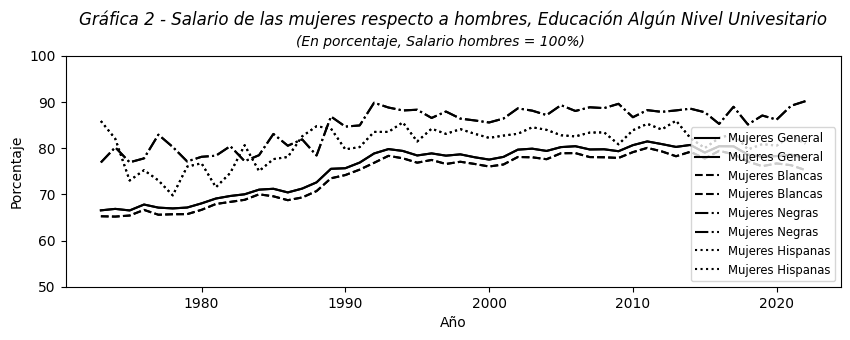 Gráfica 2 - Salario de las mujeres respecto a hombres, Educación Algún Nivel Univesitario
(En porcentaje, Salario hombres = 100%)
100
90
80
70
60
50
Porcentaje
Mujeres General
Mujeres General
Mujeres Blancas
Mujeres Blancas
Mujeres Negras
Mujeres Negras
Mujeres Hispanas
Mujeres Hispanas
1980
1990
2000
2010
2020
Año